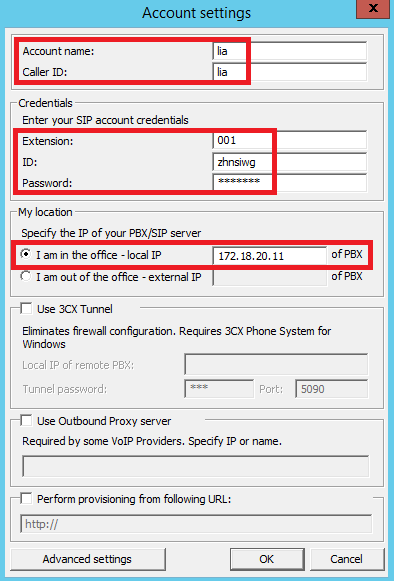 Account settings
x
Account name: lia
Caller ID: lia
Credentials
Enter your SIP account credentials
Extension: 001
ID: zhnsiwg
Password: *******
My location
Specify the IP of your PBX/SIP server
I am in the office - local IP 172.18.20.11 of PBX
I am out of the office - external IP of PBX
Use 3CX Tunnel
Eliminates firewall configuration. Requires 3CX Phone System for
Windows
Local IP of remote PBX:
Tunnel password: *** Port: 5090
Use Outbound Proxy server
Required by some VoIP Providers. Specify IP or name.
Perform provisioning from following URL:
http://
Advanced settings OK Cancel